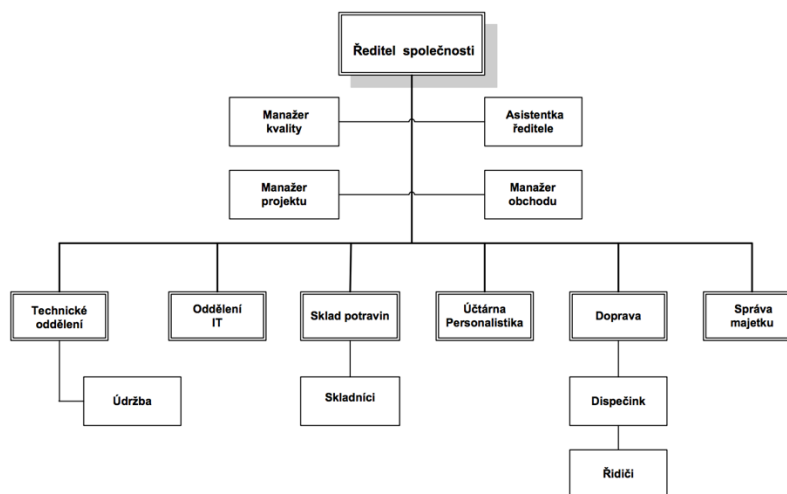 Ředitel společnosti
Manažer
kvality
Asistentka
ředitele
Manažer
projektu
Manažer
obchodu
Technické
oddělení
Oddělení
IT
Sklad potravin
Účtárna
Personalistika
Doprava
Správa
majetku
Údržba
Skladníci
Dispečink
Řidiči